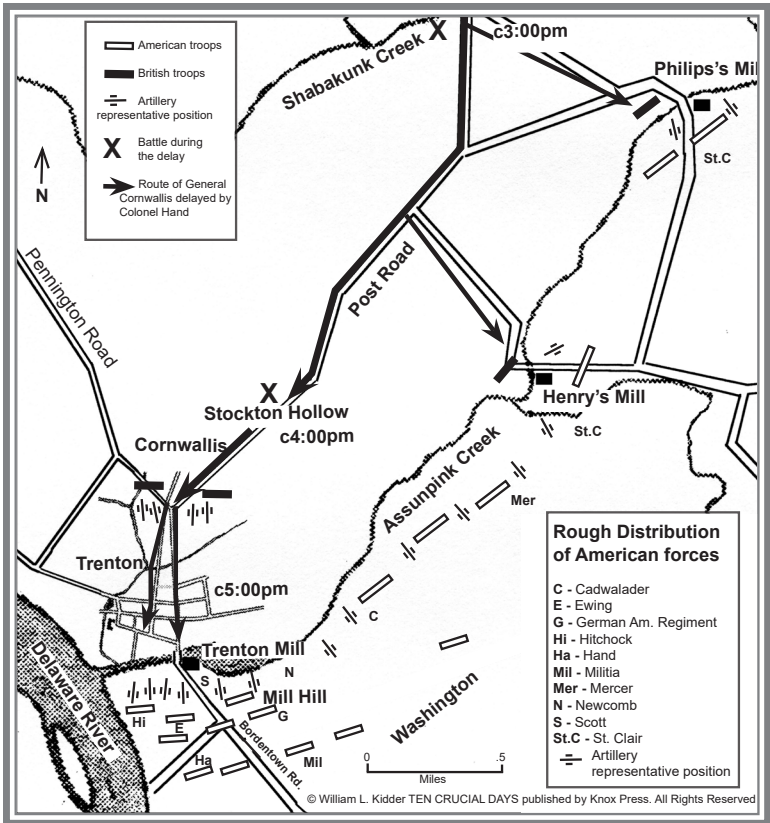 American troops
British troops
Artillery
representative position
X
Battle during
the delay
Route of General
Cornwallis delayed by
Colonel Hand
N
Shabakunk Creek
X
c3:00pm
Philips's Mil
St.C
Pennington Road
Post Road
X
Stockton Hollow
c4:00pm
Henry's Mill
St.C
Cornwallis
Assunpink Creek
Mer
Trenton
c5:00pm
C
Trenton Mill
S
N
Mill Hill
Hi
E
G
Ha
Mil
Bordentown Rd.
Washington
Delaware River
Rough Distribution
of American forces
C - Cadwalader
E - Ewing
G - German Am. Regiment
Hi - Hitchock
Ha - Hand
Mil - Militia
Mer - Mercer
N - Newcomb
S - Scott
St.C - St. Clair
Artillery
representative position
0 .5
Miles
© William L. Kidder TEN CRUCIAL DAYS published by Knox Press. All Rights Reserved